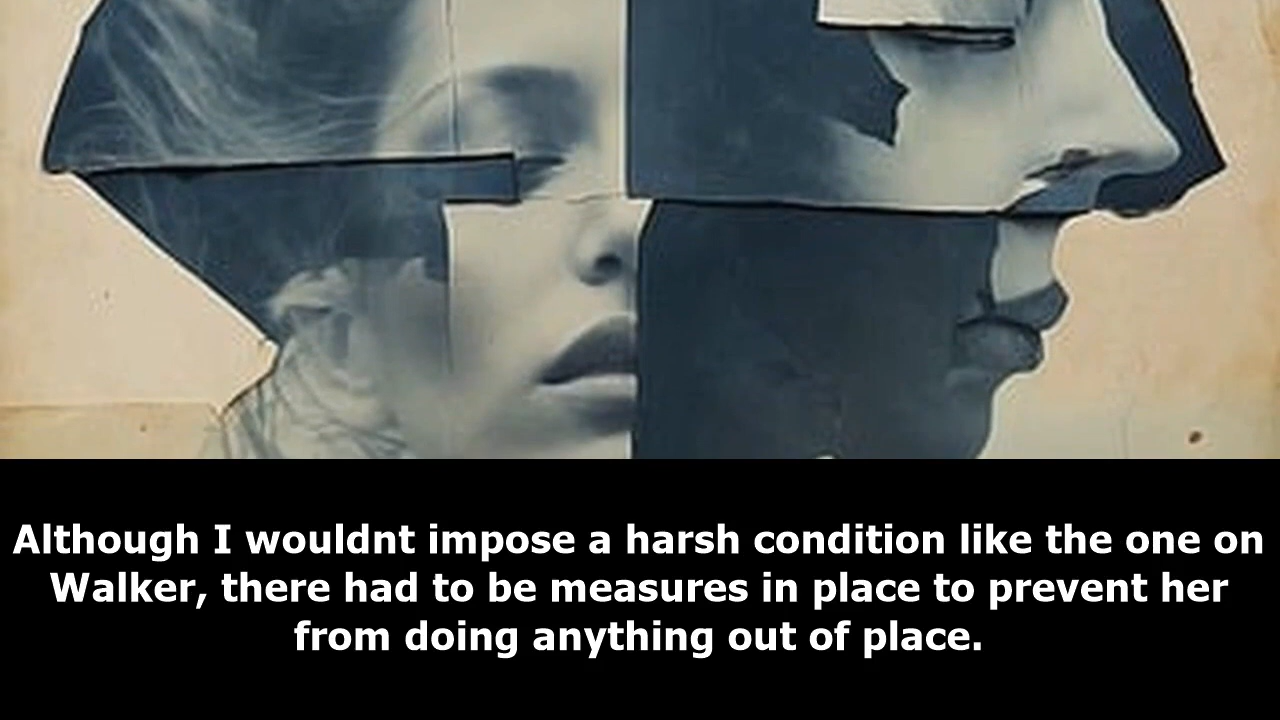 Although I wouldnt impose a harsh condition like the one on
Walker, there had to be measures in place to prevent her
from doing anything out of place.